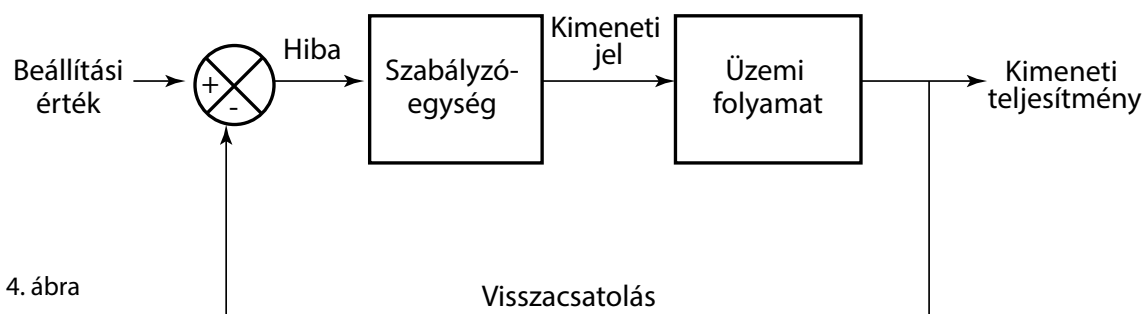 Beállítási
érték
+
-
Hiba
Szabályzó-
egység
Kimeneti
jel
Üzemi
folyamat
Kimeneti
teljesítmény
4. ábra
Visszacsatolás